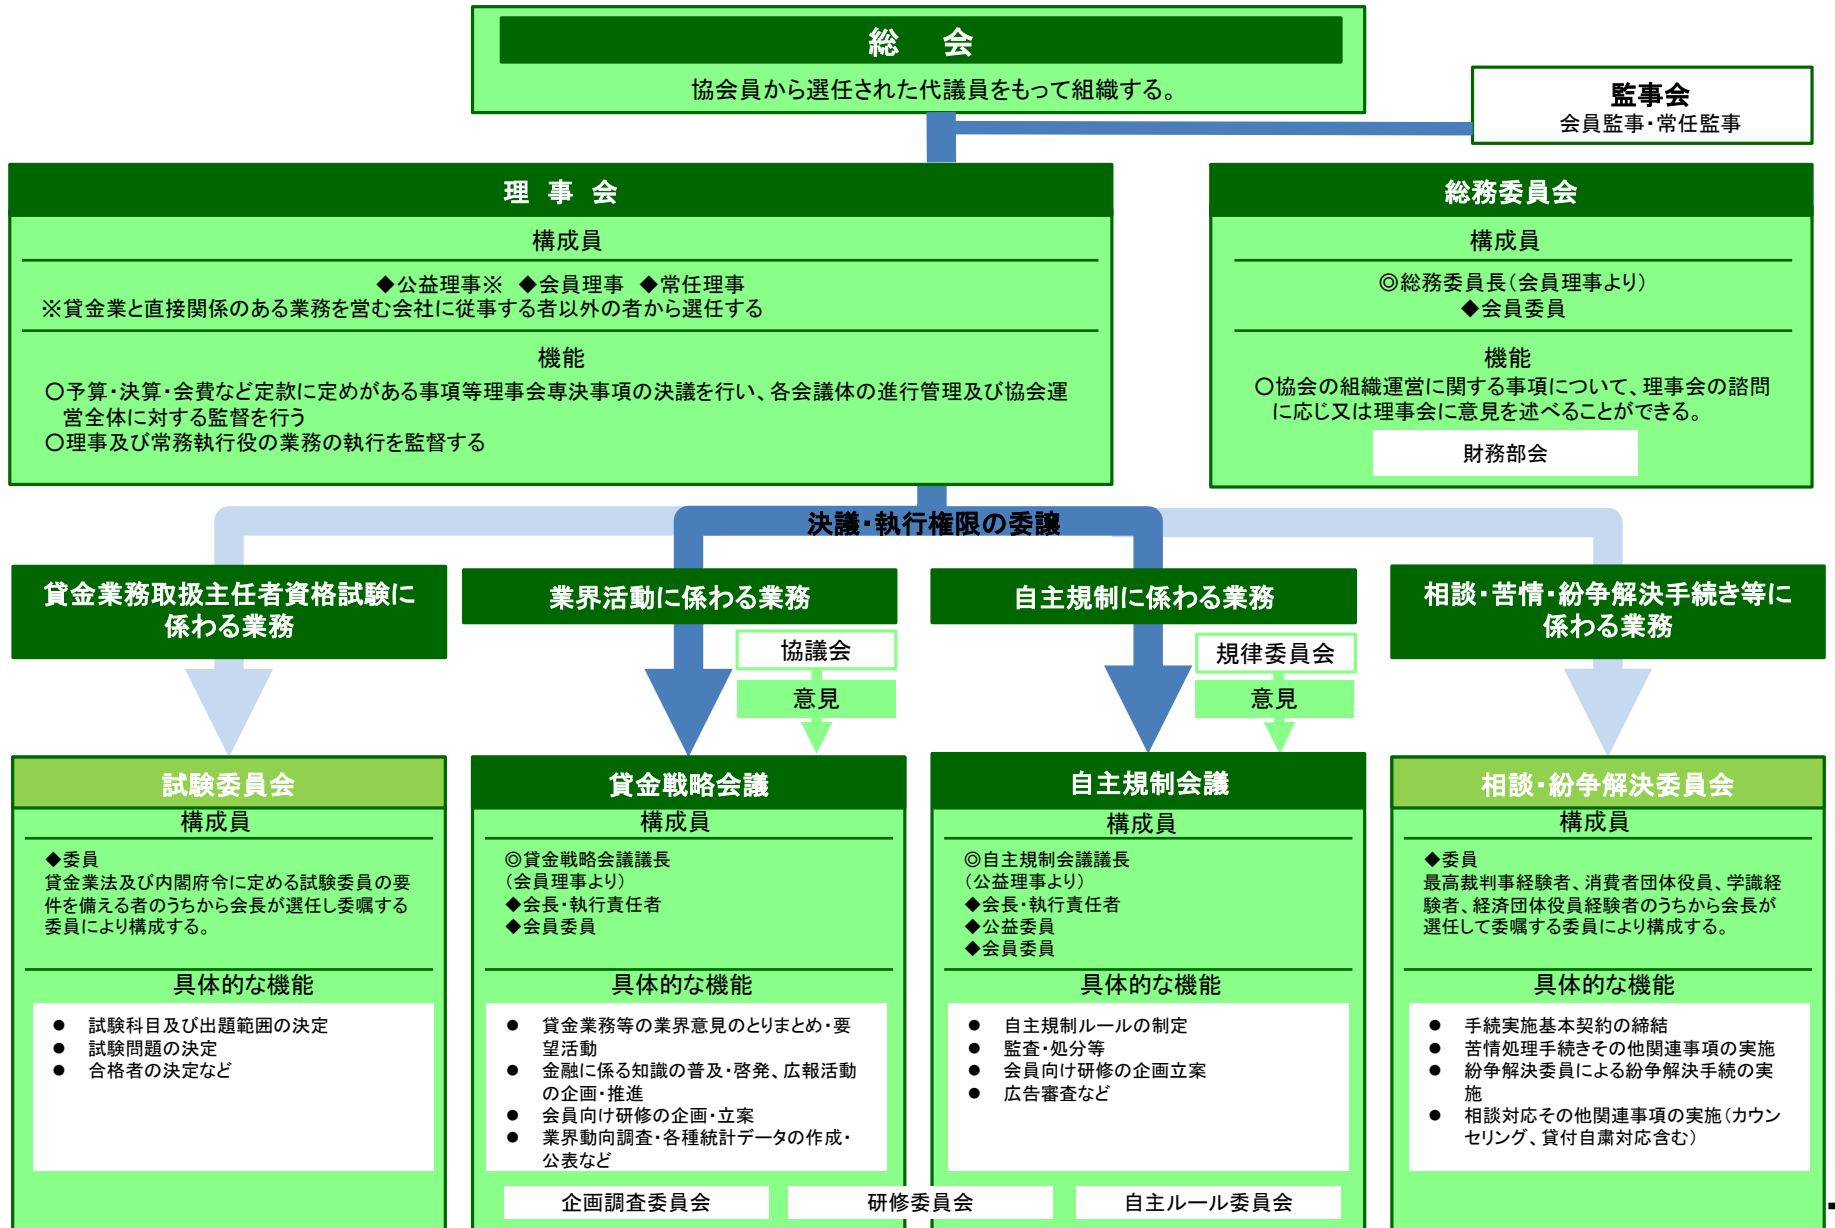 総　会
協会員から選任された代議員をもって組織する。
監事会
会員監事・常任監事
理 事 会
構成員
◆公益理事※ ◆会員理事 ◆常任理事
※貸金業と直接関係のある業務を営む会社に従事する者以外の者から選任する
機能
○予算・決算・会費など定款に定めがある事項等理事会専決事項の決議を行い、各会議体の進行管理及び協会運
営全体に対する監督を行う
○理事及び常務執行役の業務の執行を監督する
総務委員会
構成員
◎総務委員長（会員理事より）
◆会員委員
機能
○協会の組織運営に関する事項について、理事会の諮問
に応じ又は理事会に意見を述べることができる。
財務部会
決議・執行権限の委譲
貸金業務取扱主任者資格試験に
係わる業務
業界活動に係わる業務
自主規制に係わる業務
相談・苦情・紛争解決手続き等に
係わる業務
協議会
意見
規律委員会
意見
試験委員会
構成員
◆委員
貸金業法及び内閣府令に定める試験委員の要
件を備える者のうちから会長が選任し委嘱する
委員により構成する。
具体的な機能
● 試験科目及び出題範囲の決定
● 試験問題の決定
● 合格者の決定など
貸金戦略会議
構成員
◎貸金戦略会議議長
（会員理事より）
◆会長・執行責任者
◆会員委員
具体的な機能
● 貸金業務等の業界意見のとりまとめ・要
望活動
● 金融に係る知識の普及・啓発、広報活動
の企画・推進
● 会員向け研修の企画・立案
● 業界動向調査・各種統計データの作成・
公表など
自主規制会議
構成員
◎自主規制会議議長
（公益理事より）
◆会長・執行責任者
◆公益委員
◆会員委員
具体的な機能
● 自主規制ルールの制定
● 監査・処分等
● 会員向け研修の企画立案
● 広告審査など
相談・紛争解決委員会
構成員
◆委員
最高裁判事経験者、消費者団体役員、学識経
験者、経済団体役員経験者のうちから会長が
選任して委嘱する委員により構成する。
具体的な機能
● 手続実施基本契約の締結
● 苦情処理手続きその他関連事項の実施
● 紛争解決委員による紛争解決手続の実
施
● 相談対応その他関連事項の実施（カウン
セリング、貸付自粛対応含む）
企画調査委員会
研修委員会
自主ルール委員会